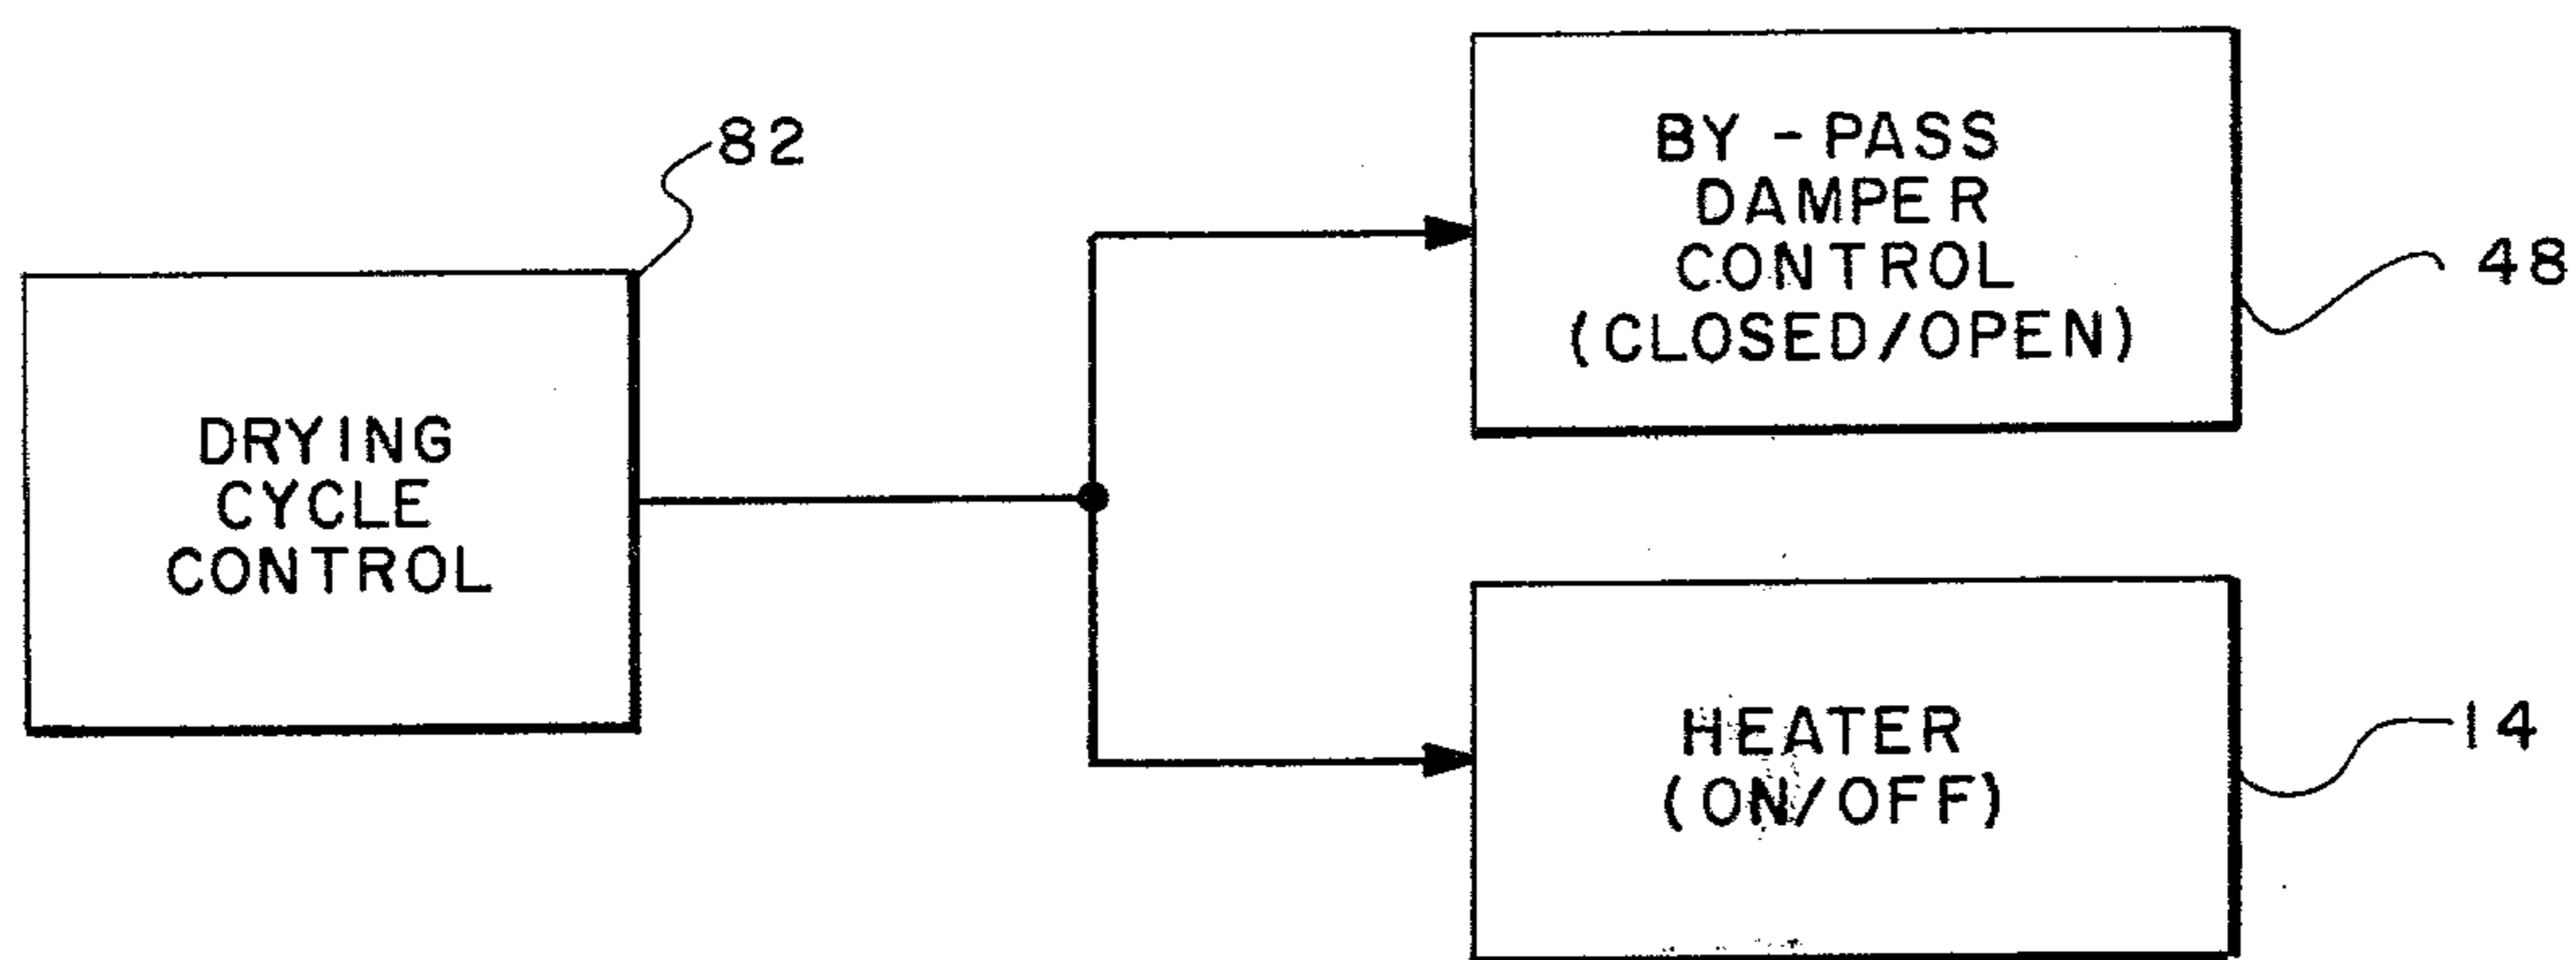 82
DRYING
CYCLE
CONTROL
BY - PASS
DAMPER
CONTROL
(CLOSED/OPEN)
48
HEATER
(ON/OFF)
14